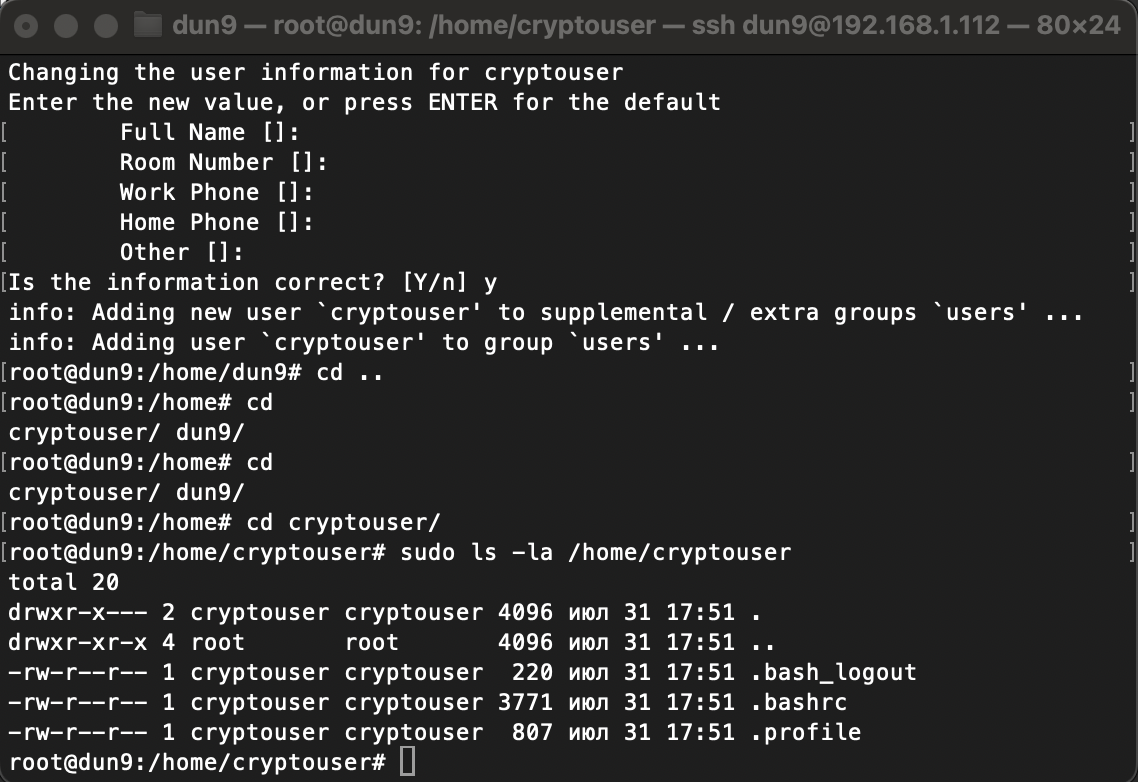 dun9 — root@dun9: /home/cryptouser — ssh dun9@192.168.1.112 — 80×24
Changing the user information for cryptouser
Enter the new value, or press ENTER for the default
[        Full Name []:                                                           ]
[        Room Number []:                                                         ]
[        Work Phone []:                                                          ]
[        Home Phone []:                                                          ]
[        Other []:                                                               ]
[Is the information correct? [Y/n] y                                             ]
info: Adding new user `cryptouser' to supplemental / extra groups `users' ...
info: Adding user `cryptouser' to group `users' ...
[root@dun9:/home/dun9# cd ..                                                     ]
[root@dun9:/home# cd                                                             ]
cryptouser/ dun9/
[root@dun9:/home# cd                                                             ]
cryptouser/ dun9/
[root@dun9:/home# cd cryptouser/                                                 ]
[root@dun9:/home/cryptouser# sudo ls -la /home/cryptouser                        ]
total 20
drwxr-x--- 2 cryptouser cryptouser 4096 июл 31 17:51 .
drwxr-xr-x 4 root       root       4096 июл 31 17:51 ..
-rw-r--r-- 1 cryptouser cryptouser  220 июл 31 17:51 .bash_logout
-rw-r--r-- 1 cryptouser cryptouser 3771 июл 31 17:51 .bashrc
-rw-r--r-- 1 cryptouser cryptouser  807 июл 31 17:51 .profile
root@dun9:/home/cryptouser#